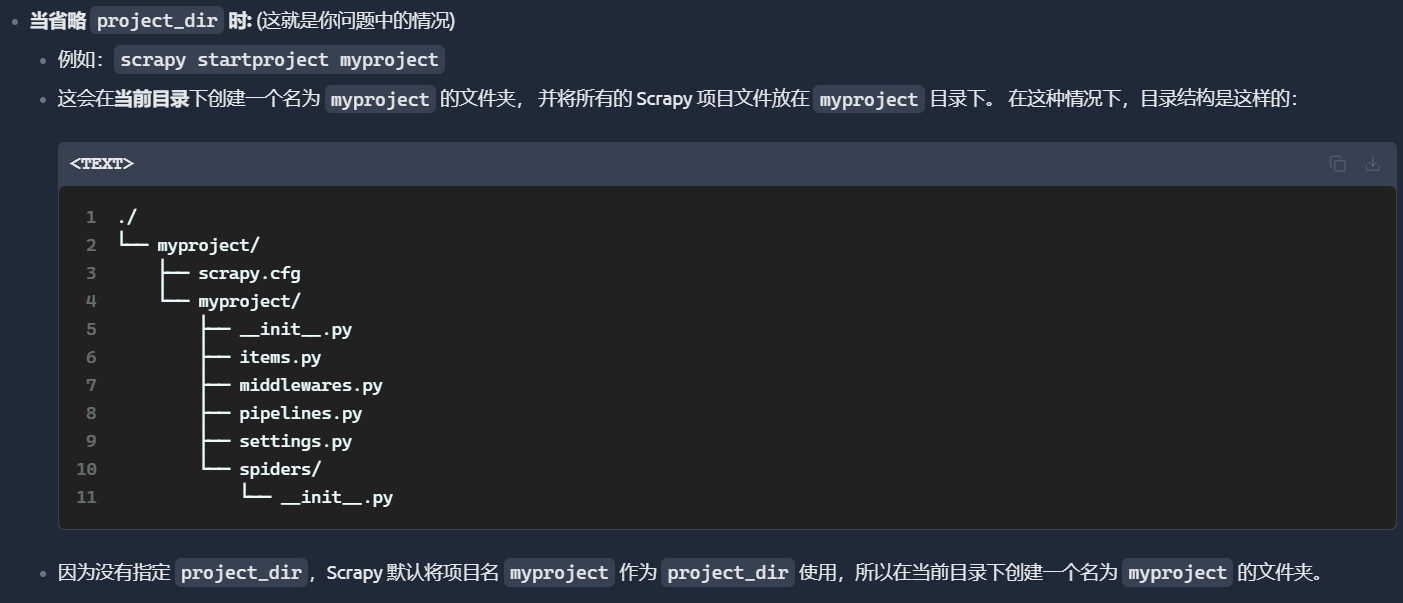 当省略 project_dir 时: (这就是你问题中的情况)
例如： scrapy startproject myproject
这会在当前目录下创建一个名为 myproject 的文件夹， 并将所有的 Scrapy 项目文件放在 myproject 目录下。 在这种情况下，目录结构是这样的：
<TEXT>
1 ./
2 └── myproject/
3     ├── scrapy.cfg
4     └── myproject/
5         ├── __init__.py
6         ├── items.py
7         ├── middlewares.py
8         ├── pipelines.py
9         ├── settings.py
10         └── spiders/
11             └── __init__.py
因为没有指定 project_dir ，Scrapy 默认将项目名 myproject 作为 project_dir 使用，所以在当前目录下创建一个名为 myproject 的文件夹。